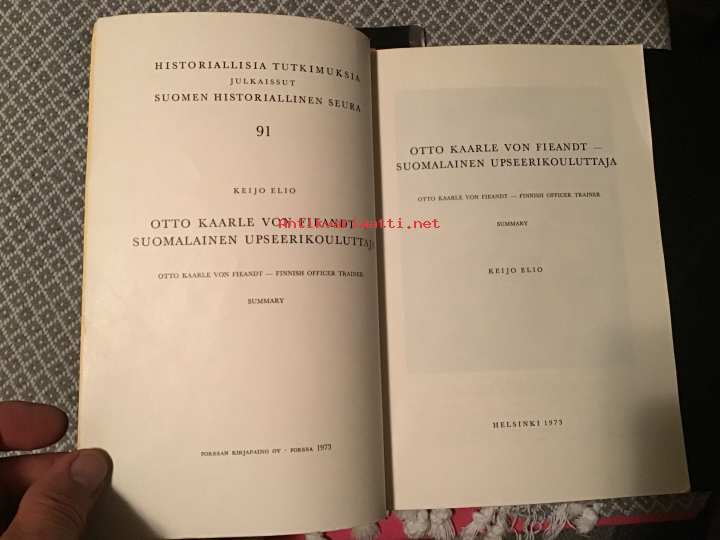 HISTORIALLISIA TUTKIMUKSIA
JULKAISSUT
SUOMEN HISTORIALLINEN SEURA
91
KEIJO ELIO
OTTO KAARLE VON FIEANDT —
SUOMALAINEN UPSEERIKOULUTTAJA
OTTO KAARLE VON FIEANDT — FINNISH OFFICER TRAINER
SUMMARY
FORSSAN KIRJAPAINO OY · FORSSA 1973
OTTO KAARLE VON FIEANDT —
SUOMALAINEN UPSEERIKOULUTTAJA
OTTO KAARLE VON FIEANDT — FINNISH OFFICER TRAINER
SUMMARY
KEIJO ELIO
HELSINKI 1973
Antikvariaatti.net